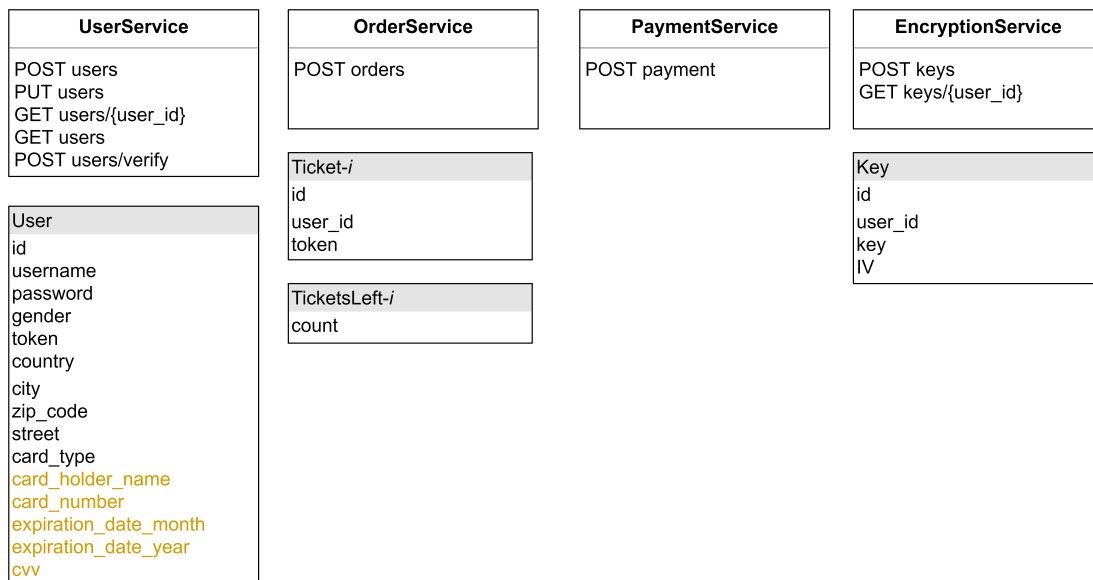 UserService
POST users
PUT users
GET users/{user_id}
GET users
POST users/verify
User
id
username
password
gender
token
country
city
zip_code
street
card_type
card_holder_name
card_number
expiration_date_month
expiration_date_year
cvv
OrderService
POST orders
Ticket-i
id
user_id
token
TicketsLeft-i
count
PaymentService
POST payment
EncryptionService
POST keys
GET keys/{user_id}
Key
id
user_id
key
IV